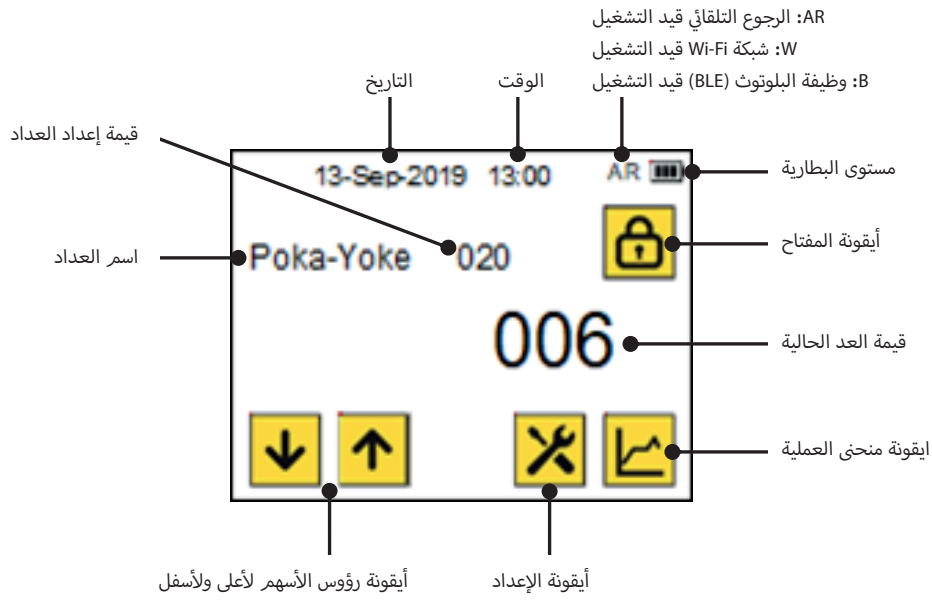 AR: الرجوع التلقائي قيد التشغيل
W: شبكة Wi-Fi قيد التشغيل
B: وظيفة البلوتوث (BLE) قيد التشغيل
الوقت
التاريخ
قيمة إعداد العداد
13-Sep-2019 13:00 AR
مستوى البطارية
أيقونة المفتاح
Poka-Yoke 020
اسم العداد
006
قيمة العد الحالية
ايقونة منحنى العملية
أيقونة الإعداد
أيقونة رؤوس الأسهم لأعلى ولأسفل